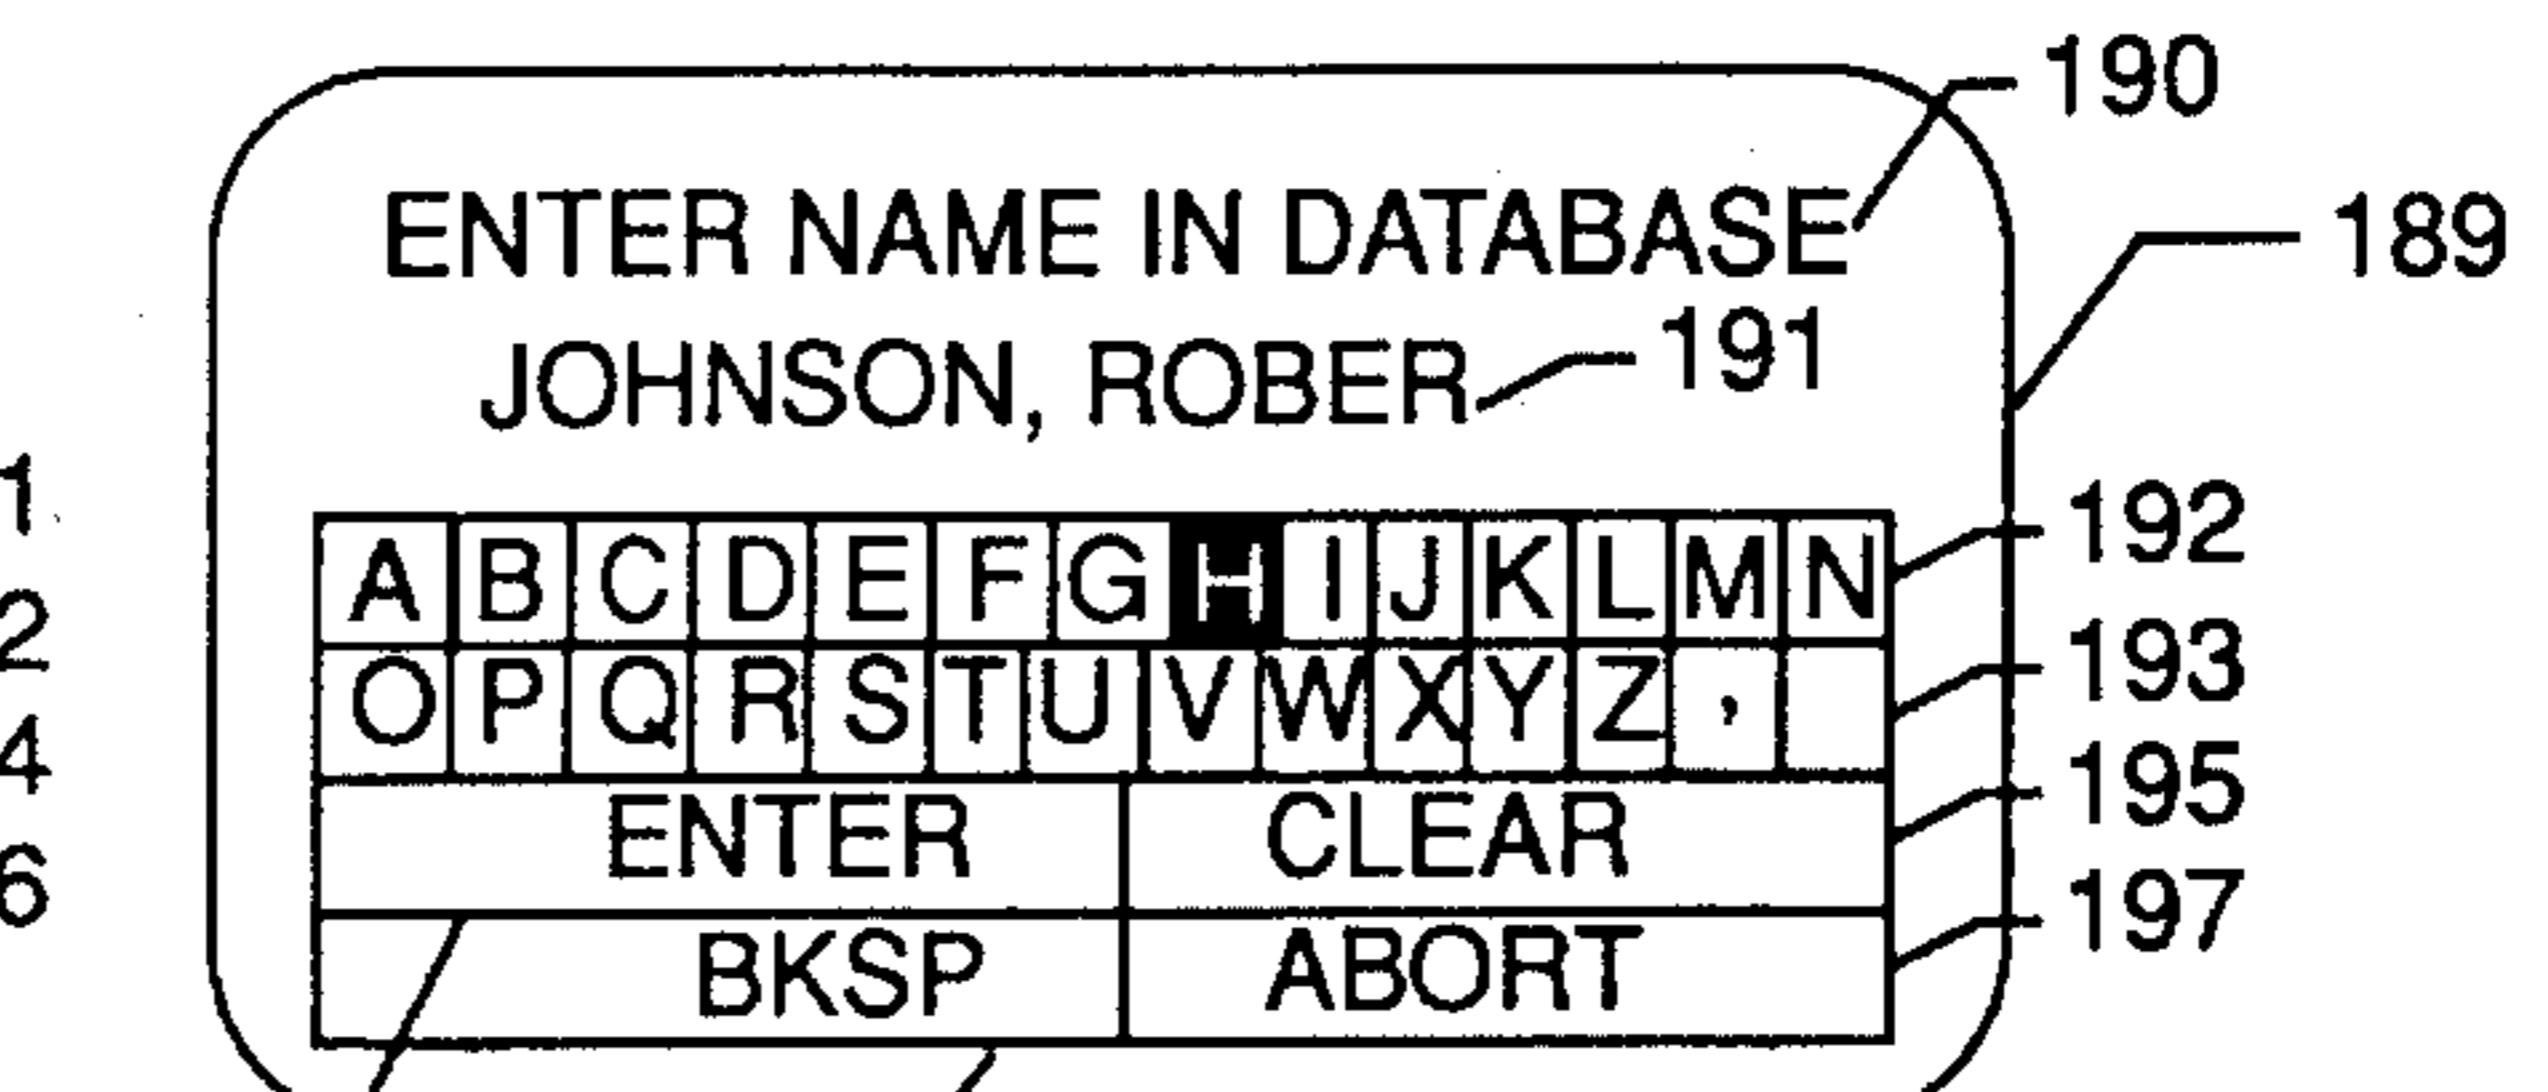 190
ENTER NAME IN DATABASE
189
JOHNSON, ROBER 191
1
A B C D E F G H I J K L M N 192
2
O P Q R S T U V W X Y Z , 193
4
ENTER CLEAR 195
6
BKSP ABORT 197